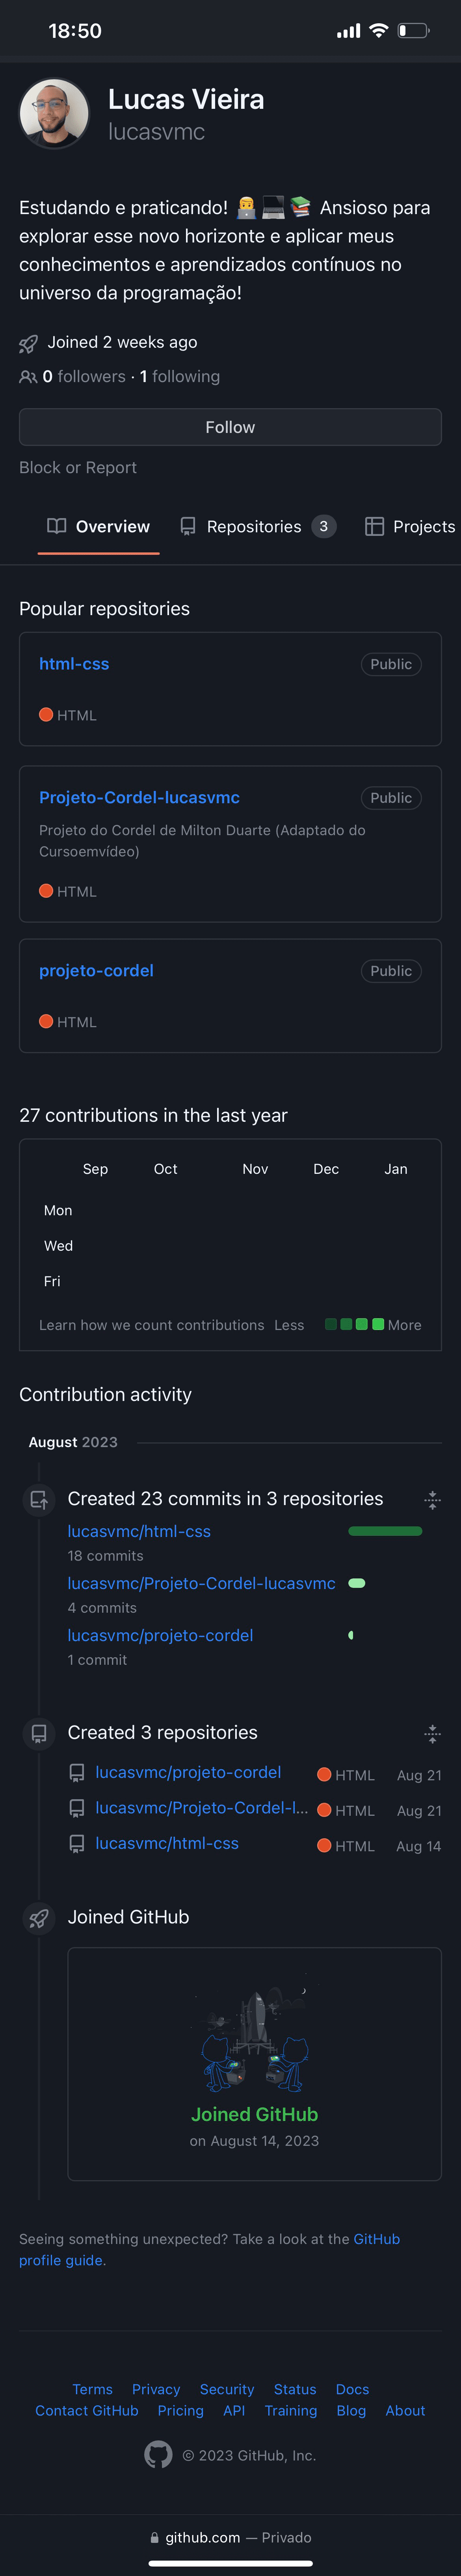 18:50
Lucas Vieira
lucasvmc
Estudando e praticando! 👨‍💻 💻 📚 Ansioso para
explorar esse novo horizonte e aplicar meus
conhecimentos e aprendizados contínuos no
universo da programação!
Joined 2 weeks ago
0 followers · 1 following
Follow
Block or Report
Overview Repositories 3 Projects
Popular repositories
html-css Public
HTML
Projeto-Cordel-lucasvmc Public
Projeto do Cordel de Milton Duarte (Adaptado do
Cursoemvídeo)
HTML
projeto-cordel Public
HTML
27 contributions in the last year
Sep Oct Nov Dec Jan
Mon
Wed
Fri
Learn how we count contributions Less More
Contribution activity
August 2023
Created 23 commits in 3 repositories
lucasvmc/html-css
18 commits
lucasvmc/Projeto-Cordel-lucasvmc
4 commits
lucasvmc/projeto-cordel
1 commit
Created 3 repositories
lucasvmc/projeto-cordel HTML Aug 21
lucasvmc/Projeto-Cordel-l... HTML Aug 21
lucasvmc/html-css HTML Aug 14
Joined GitHub
Joined GitHub
on August 14, 2023
Seeing something unexpected? Take a look at the GitHub
profile guide.
Terms Privacy Security Status Docs
Contact GitHub Pricing API Training Blog About
© 2023 GitHub, Inc.
github.com — Privado